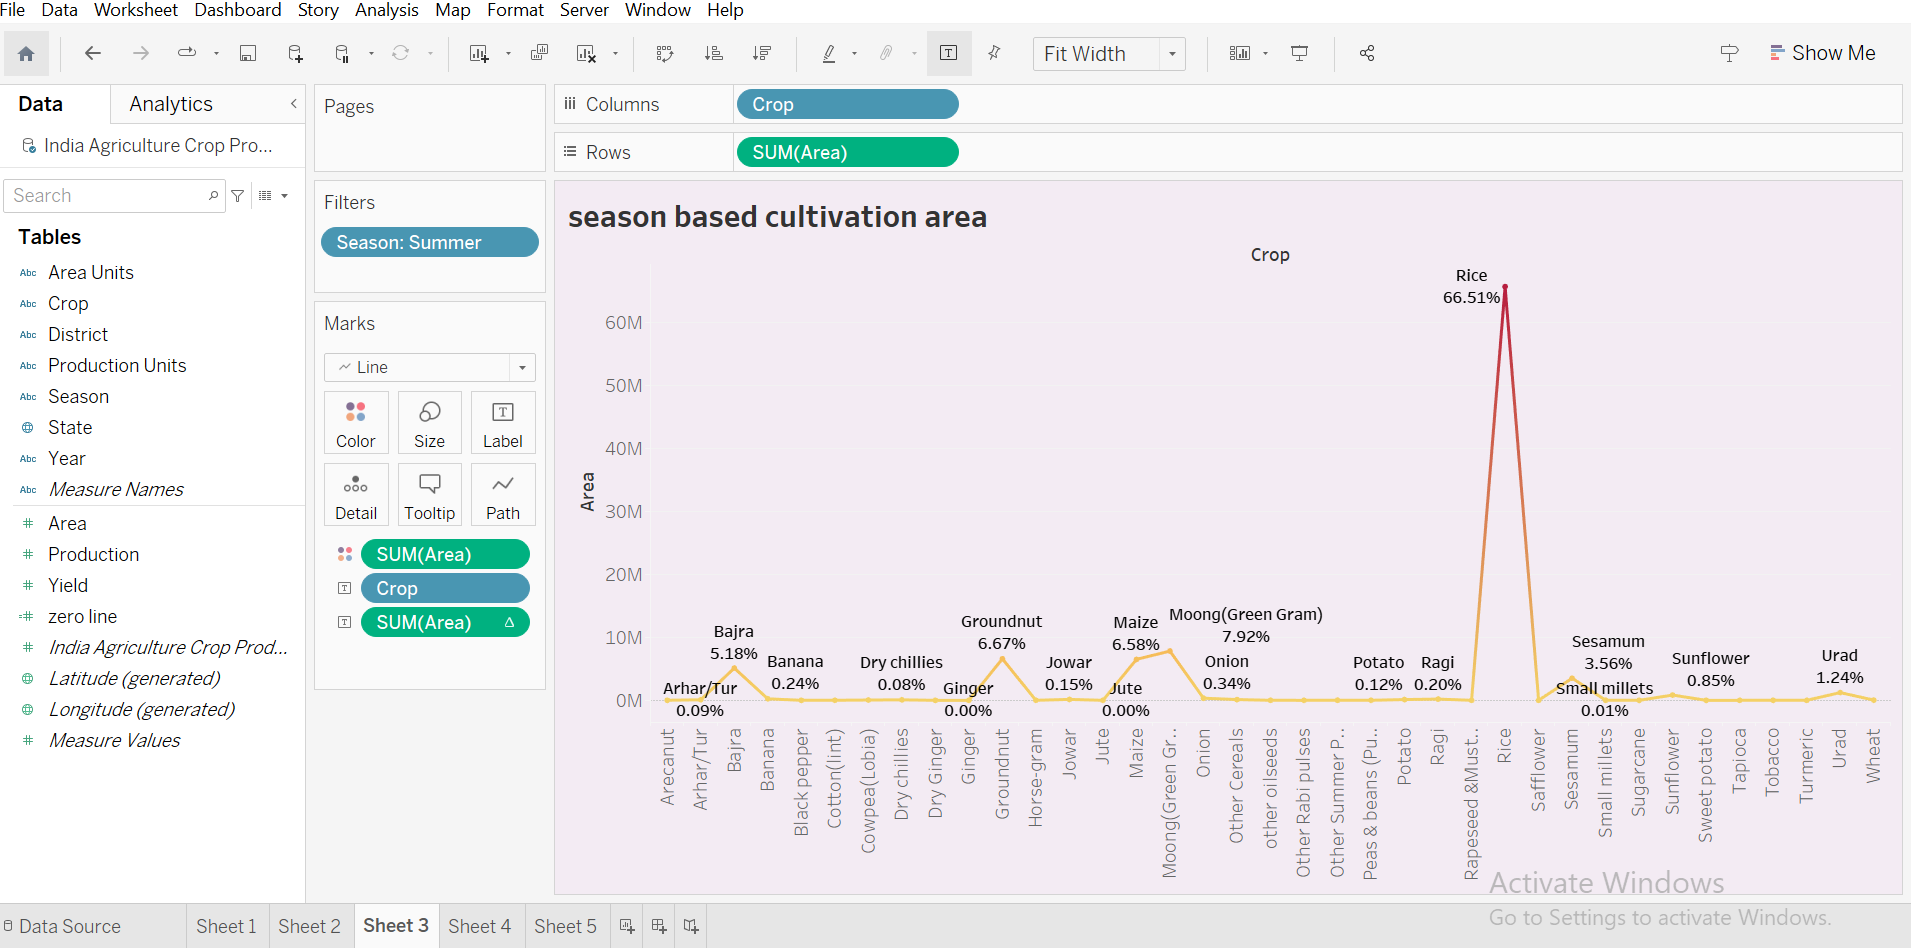 File Data Worksheet Dashboard Story Analysis Map Format Server Window Help
Fit Width
Show Me
Data
Analytics
India Agriculture Crop Pro...
Search
Tables
Abc Area Units
Abc Crop
Abc District
Abc Production Units
Abc Season
State
Abc Year
Abc Measure Names
# Area
# Production
# Yield
=# zero line
# India Agriculture Crop Prod...
Latitude (generated)
Longitude (generated)
# Measure Values
Pages
Filters
Season: Summer
Marks
Line
Color Size Label
Detail Tooltip Path
SUM(Area)
Crop
SUM(Area) Δ
Columns Crop
Rows SUM(Area)
season based cultivation area
Crop
Area
60M
50M
40M
30M
20M
10M
0M
Arhar/Tur
0.09%
Bajra
5.18%
Banana
0.24%
Dry chillies
0.08%
Ginger
0.00%
Groundnut
6.67%
Jowar
0.15%
Jute
0.00%
Maize
6.58%
Moong(Green Gram)
7.92%
Onion
0.34%
Potato
0.12%
Ragi
0.20%
Rice
66.51%
Sesamum
3.56%
Small millets
0.01%
Sunflower
0.85%
Urad
1.24%
Arecanut
Arhar/Tur
Bajra
Banana
Black pepper
Cotton(lint)
Cowpea(Lobia)
Dry chillies
Dry Ginger
Ginger
Groundnut
Horse-gram
Jowar
Jute
Maize
Moong(Green Gr..
Onion
Other Cereals
other oilseeds
Other Rabi pulses
Other Summer P..
Peas & beans (Pu..
Potato
Ragi
Rapeseed &Must..
Rice
Safflower
Sesamum
Small millets
Sugarcane
Sunflower
Sweet potato
Tapioca
Tobacco
Turmeric
Urad
Wheat
Activate Windows
Go to Settings to activate Windows.
Data Source Sheet 1 Sheet 2 Sheet 3 Sheet 4 Sheet 5